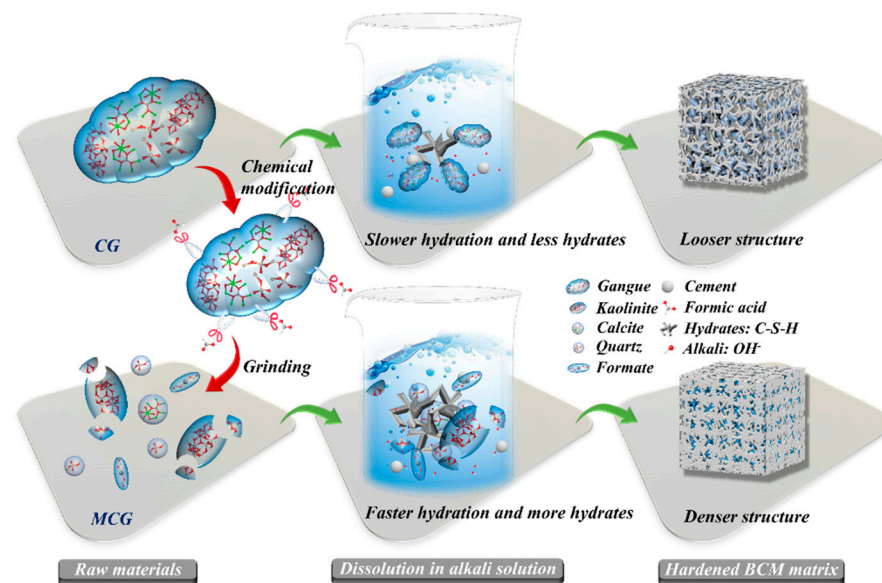 Chemical
modification
CG
Slower hydration and less hydrates
Looser structure
Gangue
Cement
Kaolinite
Formic acid
Calcite
Hydrates: C-S-H
Quartz
Alkali: OH-
Formate
Grinding
MCG
Faster hydration and more hydrates
Denser structure
Raw materials
Dissolution in alkali solution
Hardened BCM matrix